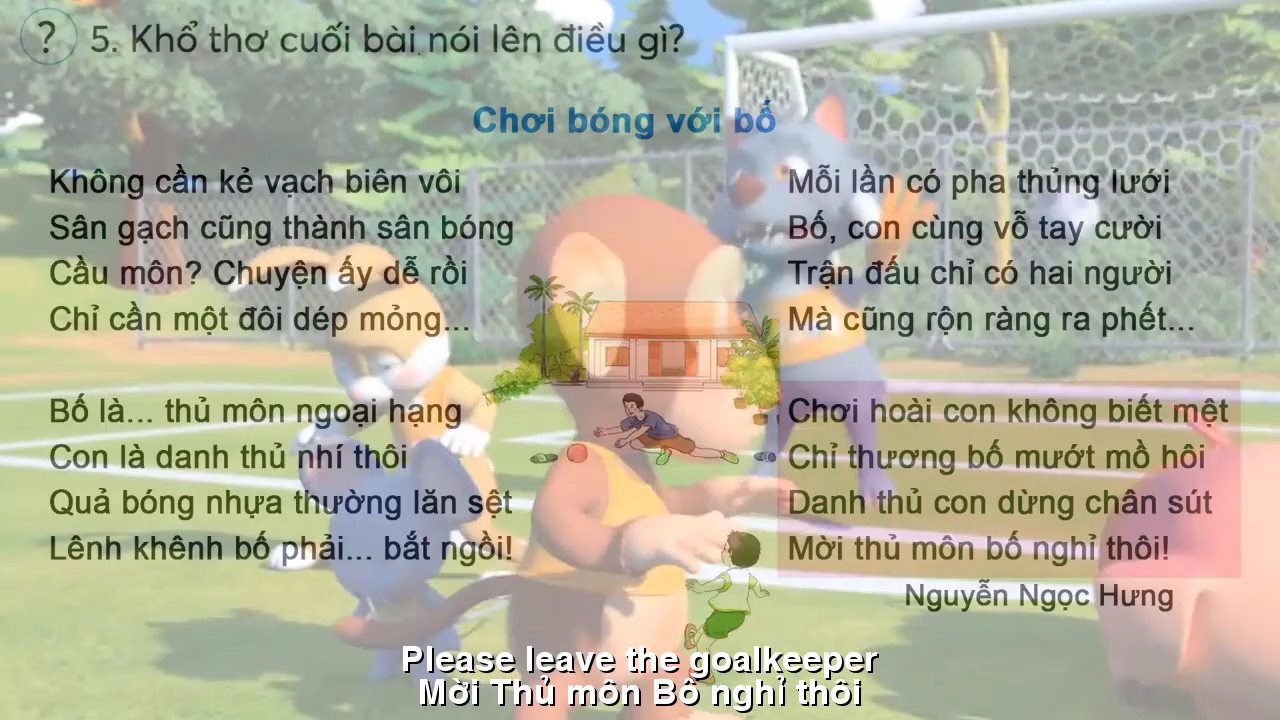 ? 5. Khổ thơ cuối bài nói lên điều gì?
Chơi bóng với bố
Không cần kẻ vạch biên vôi
Sân gạch cũng thành sân bóng
Cầu môn? Chuyện ấy dễ rồi
Chỉ cần một đôi dép mỏng...
Bố là... thủ môn ngoại hạng
Con là danh thủ nhí thôi
Quả bóng nhựa thường lăn sệt
Lênh khênh bố phải... bắt ngồi!
Mỗi lần có pha thủng lưới
Bố, con cùng vỗ tay cười
Trận đấu chỉ có hai người
Mà cũng rộn ràng ra phết...
Chơi hoài con không biết mệt
Chỉ thương bố mướt mồ hôi
Danh thủ con dừng chân sút
Mời thủ môn bố nghỉ thôi!
Nguyễn Ngọc Hưng
Please leave the goalkeeper
Mời Thủ môn Bố nghỉ thôi